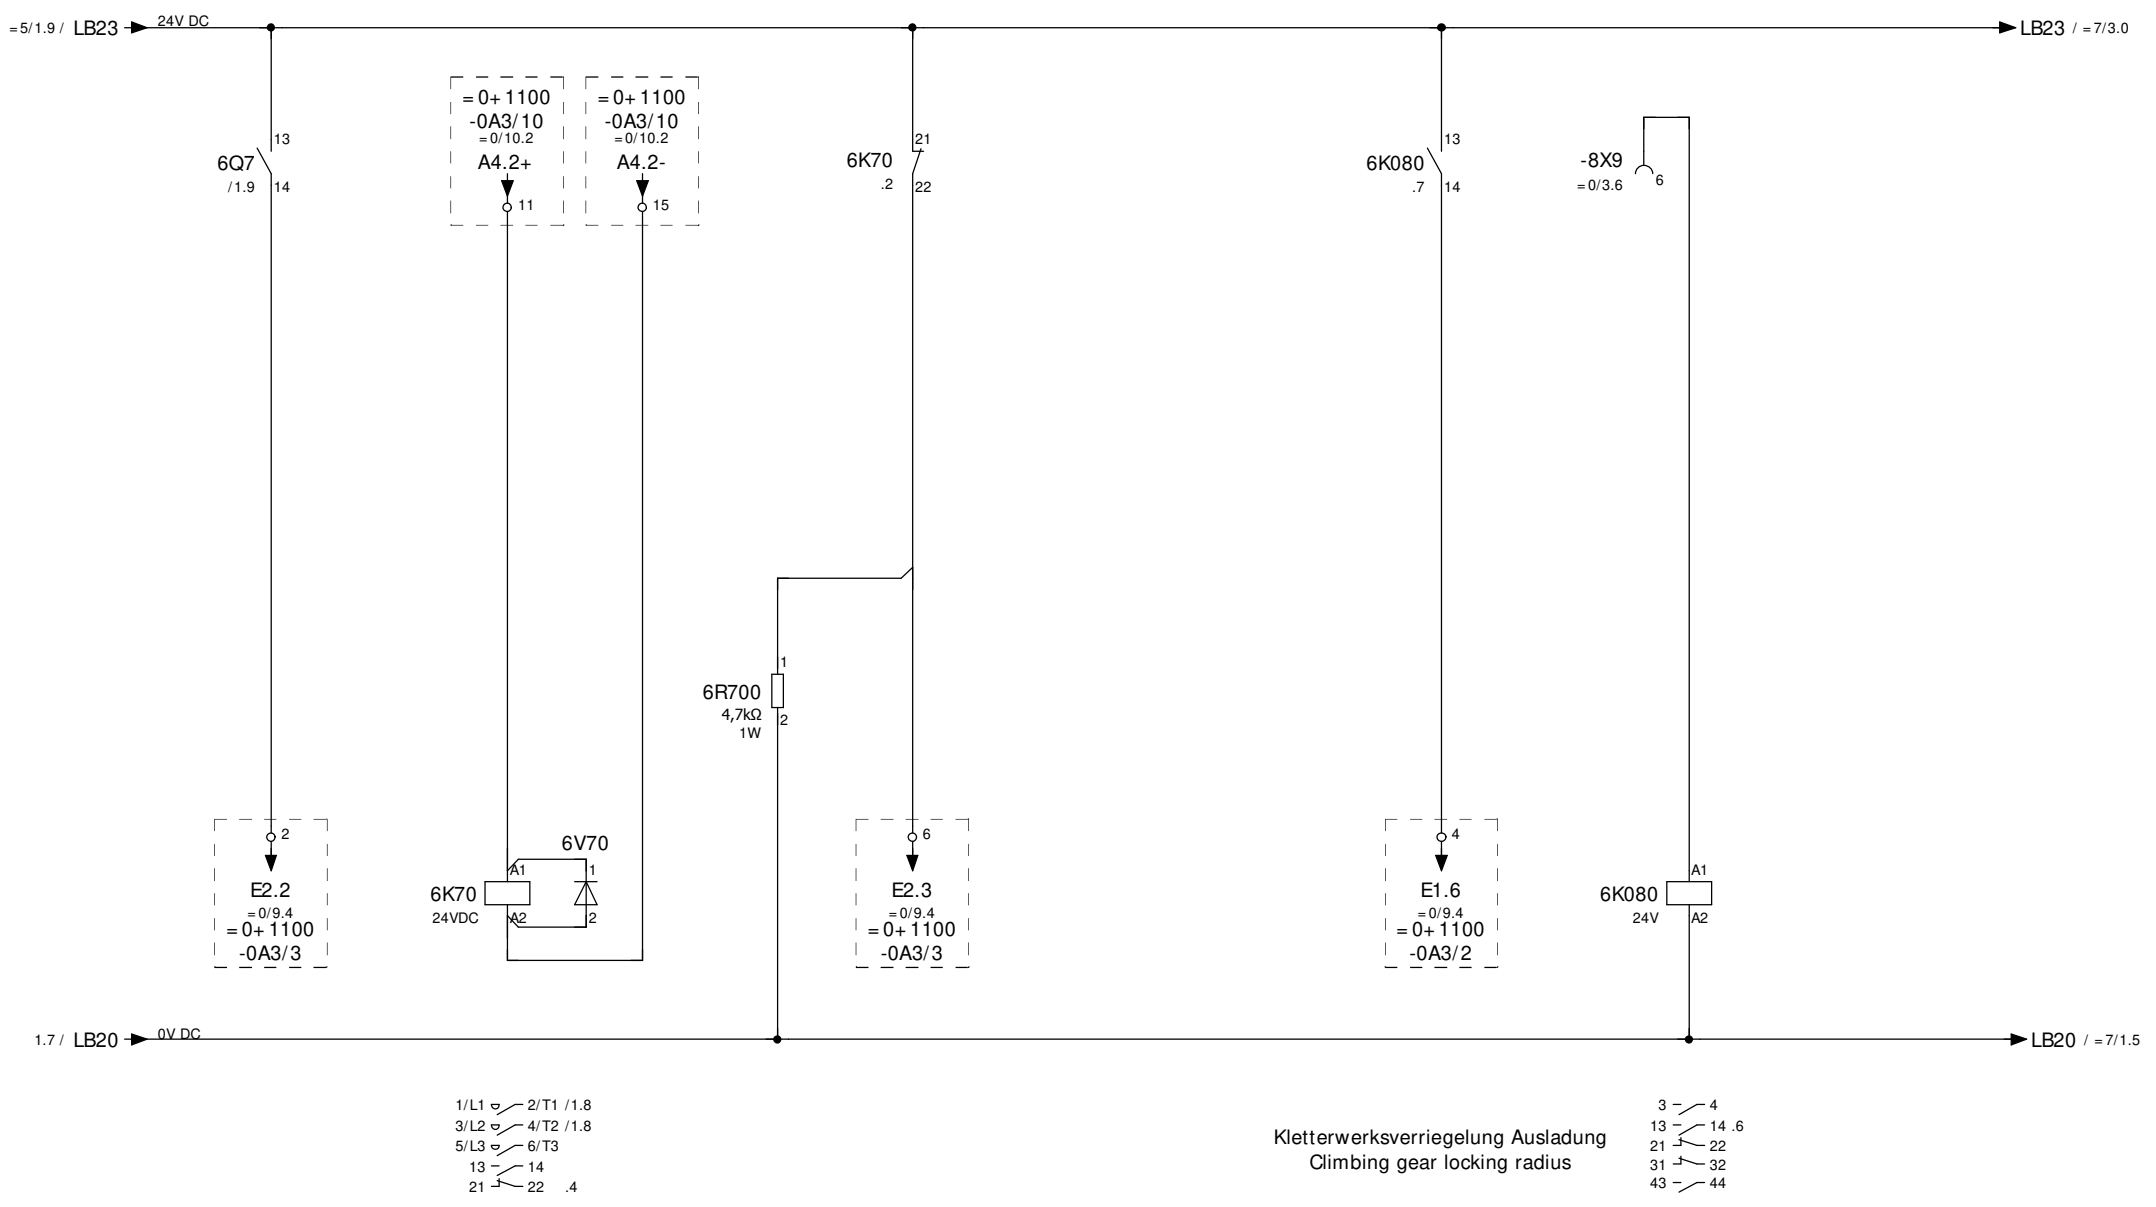 =5/1.9 / LB23 24V DC LB23 / =7/3.0
=0+1100 =0+1100
-0A3/10 -0A3/10
=0/10.2 =0/10.2
A4.2+ A4.2-
11 15
13
6Q7
/1.9 14
21
6K70
.2 22
13
6K080
.7 14
-8X9
=0/3.6 6
1
6R700
4,7kΩ
1W
2
2
E2.2
=0/9.4
=0+1100
-0A3/3
6V70
A1 1
6K70
24VDC A2 2
6
E2.3
=0/9.4
=0+1100
-0A3/3
4
E1.6
=0/9.4
=0+1100
-0A3/2
A1
6K080
24V A2
1.7 / LB20 0V DC LB20 / =7/1.5
1/L1 2/T1 /1.8
3/L2 4/T2 /1.8
5/L3 6/T3
13 14
21 22 .4
Kletterwerksverriegelung Ausladung
Climbing gear locking radius
3 4
13 14 .6
21 22
31 32
43 44